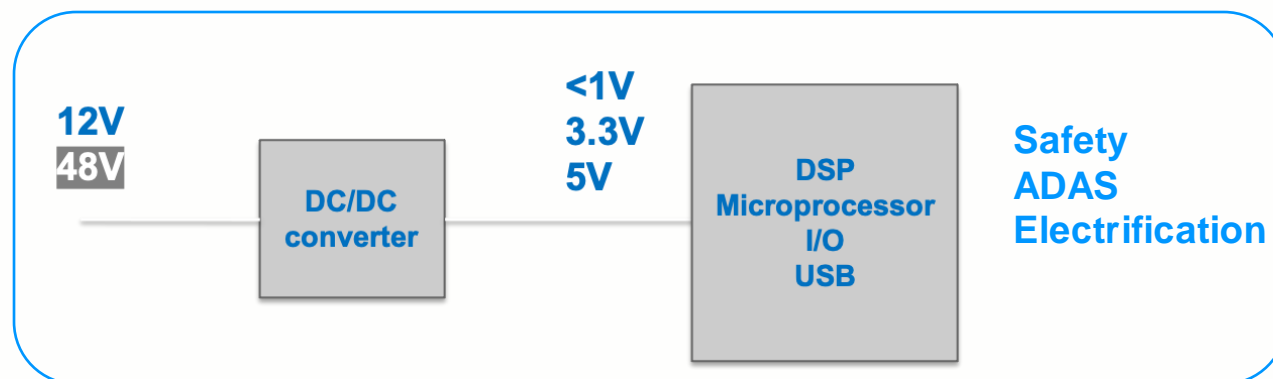 12V
48V
DC/DC
converter
<1V
3.3V
5V
DSP
Microprocessor
I/O
USB
Safety
ADAS
Electrification